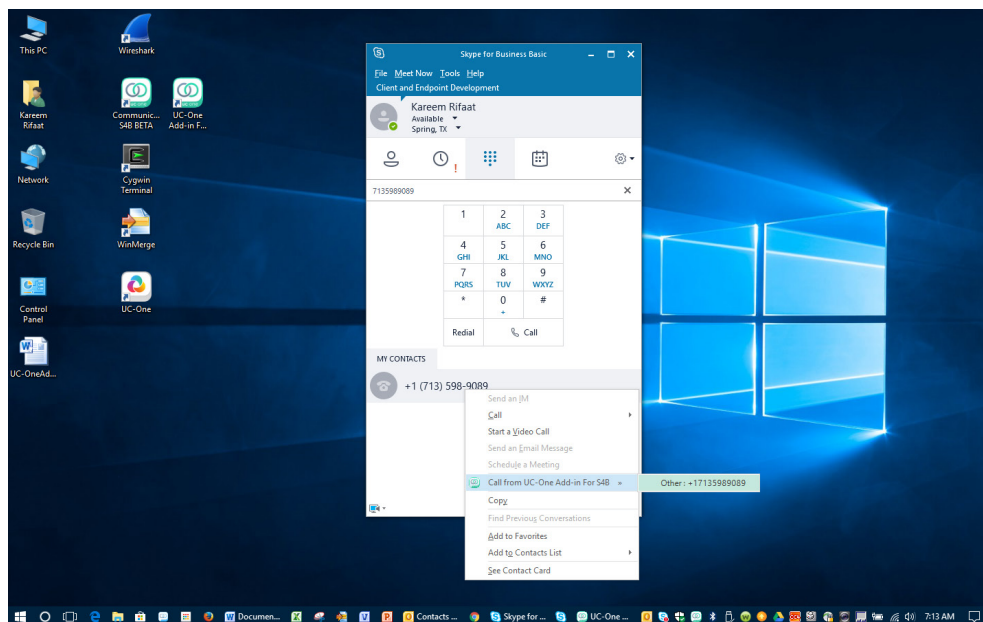 This PC
Wireshark
Kareem
Rifaat
Communic...
S4B BETA
UC-One
Add-in F...
Network
Cygwin
Terminal
Recycle Bin
WinMerge
Control
Panel
UC-One
UC-OneAd...
Skype for Business Basic
File Meet Now Tools Help
Client and Endpoint Development
Kareem Rifaat
Available
Spring, TX
7135989089
1 2 3
ABC DEF
4 5 6
GHI JKL MNO
7 8 9
PQRS TUV WXYZ
* 0 #
+
Redial Call
MY CONTACTS
+1 (713) 598-9089
Send an IM
Call
Start a Video Call
Send an Email Message
Schedule a Meeting
Call from UC-One Add-in For S4B »
Other : +17135989089
Copy
Find Previous Conversations
Add to Favorites
Add to Contacts List
See Contact Card
Documen... Contacts ... Skype for ... UC-One ... 7:13 AM